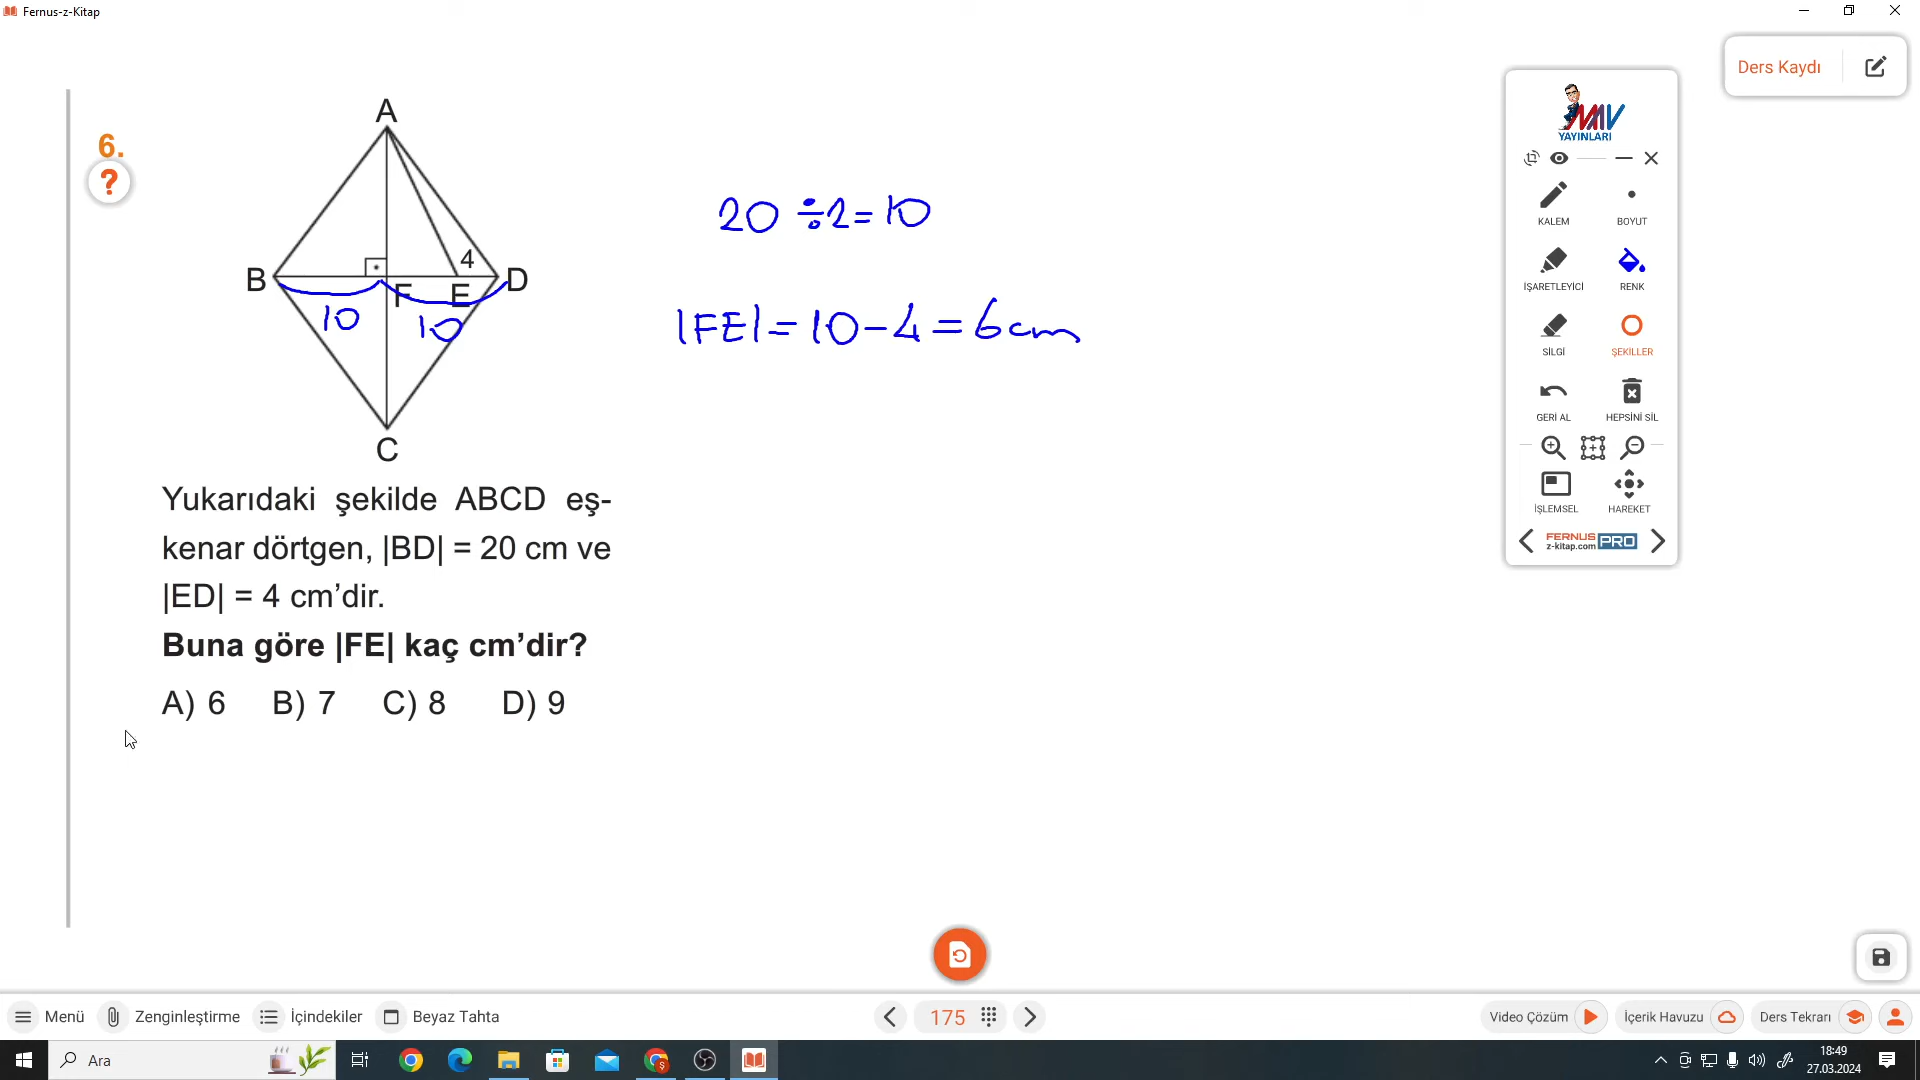 Fernus-z-Kitap
Ders Kaydı
6.
?
A
B
4
D
F
E
10
10
C
20 ÷ 2 = 10
|FE| = 10 - 4 = 6 cm
Yukarıdaki şekilde ABCD eş-
kenar dörtgen, |BD| = 20 cm ve
|ED| = 4 cm’dir.
Buna göre |FE| kaç cm’dir?
A) 6 B) 7 C) 8 D) 9
YAYINLARI
KALEM BOYUT
İŞARETLEYİCİ RENK
SİLGİ ŞEKİLLER
GERİ AL HEPSİNİ SİL
İŞLEMSEL HAREKET
FERNUS PRO
z-kitap.com
Menü Zenginleştirme İçindekiler Beyaz Tahta 175 Video Çözüm İçerik Havuzu Ders Tekrarı
Ara
18:49
27.03.2024